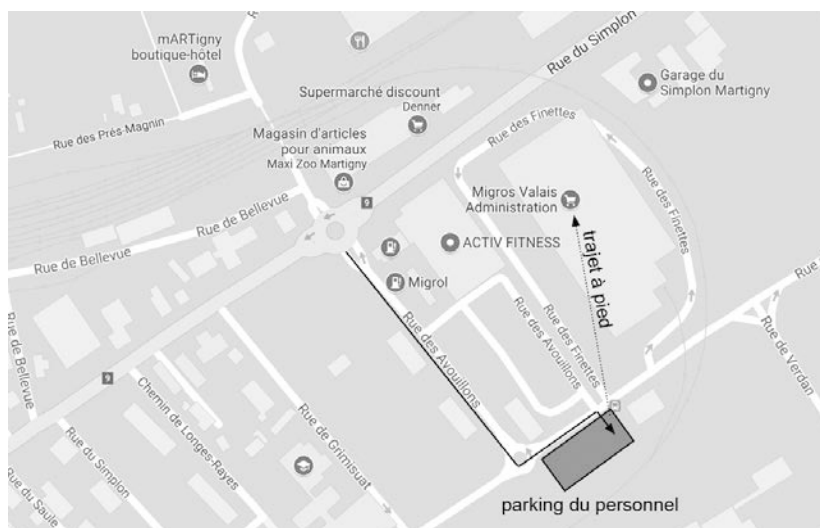 mARTigny
boutique-hôtel
Rue du Simplon
Garage du
Simplon Martigny
Supermarché discount
Denner
Rue des Prés-Magnin
Magasin d'articles
pour animaux
Maxi Zoo Martigny
Rue des Finettes
Rue des Finettes
Migros Valais
Administration
9
Rue de Bellevue
Rue de Bellevue
ACTIV FITNESS
Migrol
trajet à pied
Rue
Rue de Bellevue
Rue des Avouillons
Rue des Avouillons
Rue des Finettes
Rue de Verdan
9
Chemin de Longes-Rayes
Rue de Grimisuat
Rue du Simplon
Rue du Saule
parking du personnel